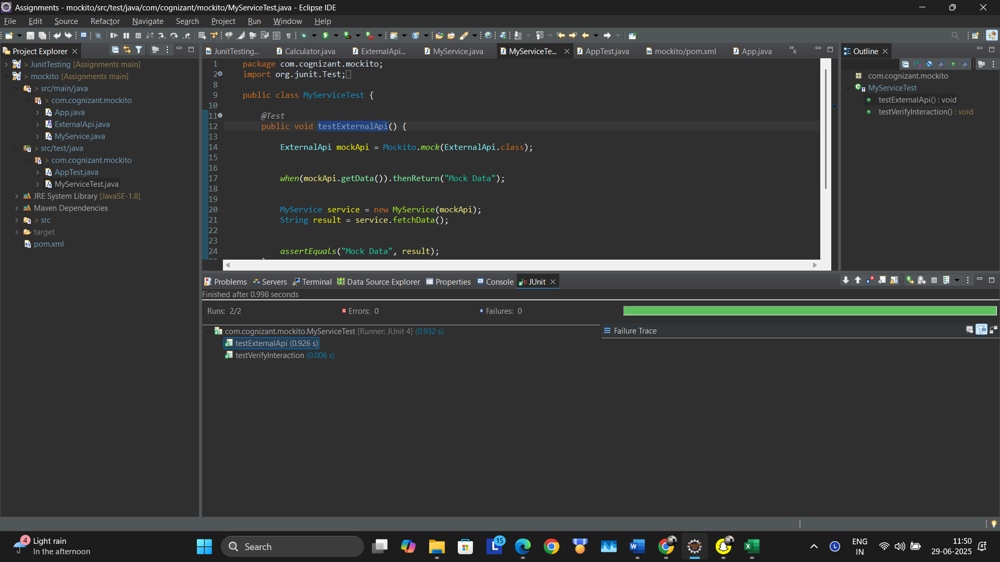 Assignments - mockito/src/test/java/com/cognizant/mockito/MyServiceTest.java - Eclipse IDE
File Edit Source Refactor Navigate Search Project Run Window Help
Project Explorer
JunitTesting [Assignments main]
mockito [Assignments main]
src/main/java
com.cognizant.mockito
App.java
ExternalApi.java
MyService.java
src/test/java
com.cognizant.mockito
AppTest.java
MyServiceTest.java
JRE System Library [JavaSE-1.8]
Maven Dependencies
src
target
pom.xml
JunitTesting... Calculator.java ExternalApi... MyService.java MyServiceTe... AppTest.java mockito/pom.xml App.java »6
1 package com.cognizant.mockito;
2 import org.junit.Test;
8
9 public class MyServiceTest {
10
11 @Test
12 public void testExternalApi() {
13
14 ExternalApi mockApi = Mockito.mock(ExternalApi.class);
15
16
17 when(mockApi.getData()).thenReturn("Mock Data");
18
19
20 MyService service = new MyService(mockApi);
21 String result = service.fetchData();
22
23
24 assertEquals("Mock Data", result);
Outline
com.cognizant.mockito
MyServiceTest
testExternalApi() : void
testVerifyInteraction() : void
Problems Servers Terminal Data Source Explorer Properties Console JUnit
Finished after 0.998 seconds
Runs: 2/2 Errors: 0 Failures: 0
com.cognizant.mockito.MyServiceTest [Runner: JUnit 4] (0.932 s)
testExternalApi (0.926 s)
testVerifyInteraction (0.006 s)
Failure Trace
4
Light rain
In the afternoon
Search
15
ENG
IN
11:50
29-06-2025